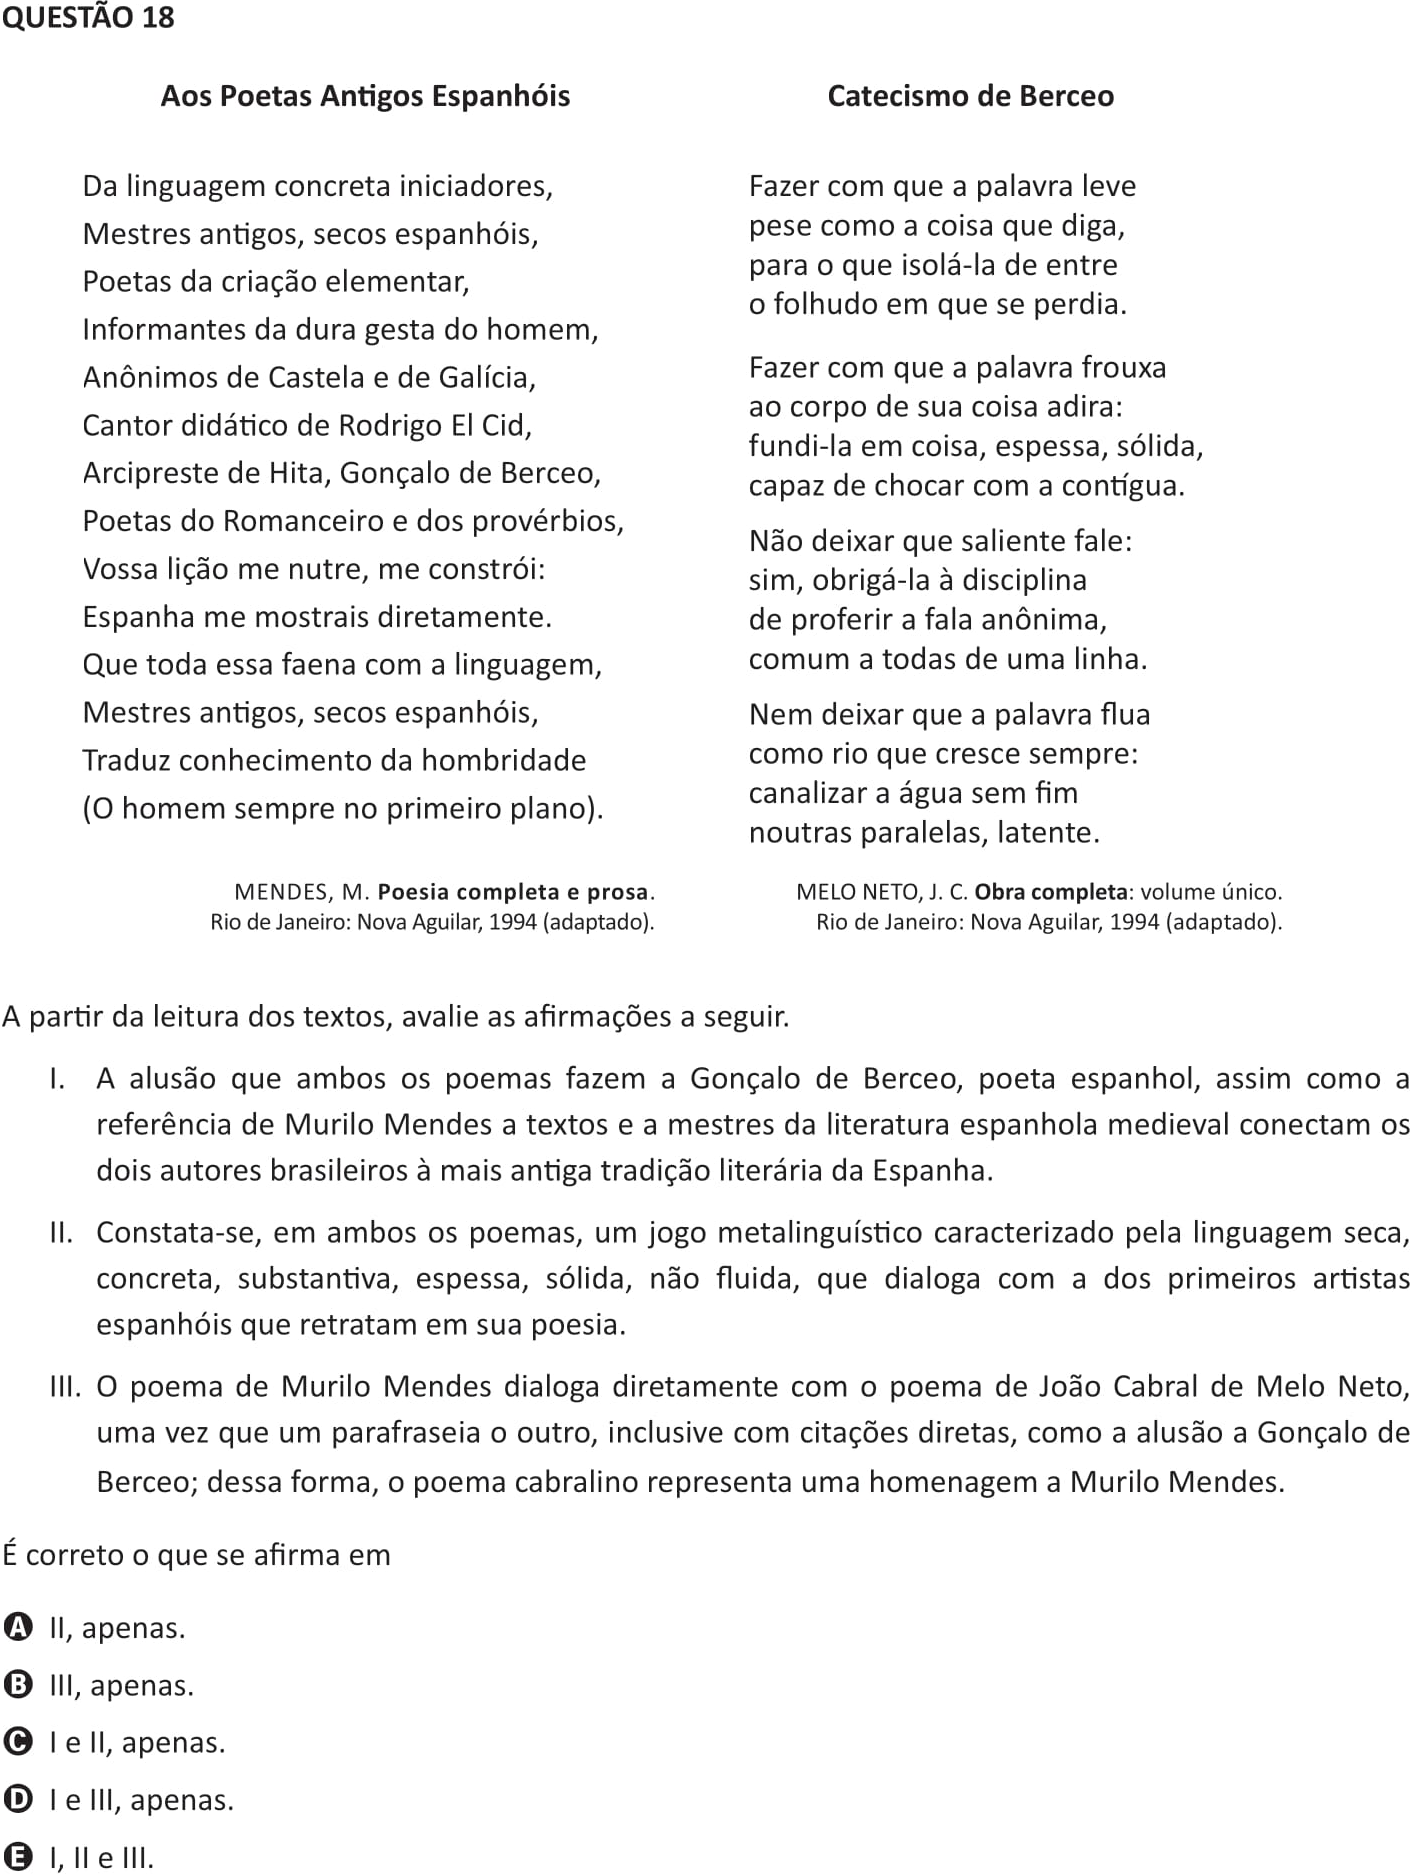 QUESTÃO 18
Aos Poetas Antigos Espanhóis
Da linguagem concreta iniciadores,
Mestres antigos, secos espanhóis,
Poetas da criação elementar,
Informantes da dura gesta do homem,
Anônimos de Castela e de Galícia,
Cantor didático de Rodrigo El Cid,
Arcipreste de Hita, Gonçalo de Berceo,
Poetas do Romanceiro e dos provérbios,
Vossa lição me nutre, me constrói:
Espanha me mostrais diretamente.
Que toda essa faena com a linguagem,
Mestres antigos, secos espanhóis,
Traduz conhecimento da hombridade
(O homem sempre no primeiro plano).
MENDES, M. Poesia completa e prosa.
Rio de Janeiro: Nova Aguilar, 1994 (adaptado).
Catecismo de Berceo
Fazer com que a palavra leve
pese como a coisa que diga,
para o que isolá-la de entre
o folhudo em que se perdia.
Fazer com que a palavra frouxa
ao corpo de sua coisa adira:
fundi-la em coisa, espessa, sólida,
capaz de chocar com a contígua.
Não deixar que saliente fale:
sim, obrigá-la à disciplina
de proferir a fala anônima,
comum a todas de uma linha.
Nem deixar que a palavra flua
como rio que cresce sempre:
canalizar a água sem fim
noutras paralelas, latente.
MELO NETO, J. C. Obra completa: volume único.
Rio de Janeiro: Nova Aguilar, 1994 (adaptado).
A partir da leitura dos textos, avalie as afirmações a seguir.
I. A alusão que ambos os poemas fazem a Gonçalo de Berceo, poeta espanhol, assim como a
referência de Murilo Mendes a textos e a mestres da literatura espanhola medieval conectam os
dois autores brasileiros à mais antiga tradição literária da Espanha.
II. Constata-se, em ambos os poemas, um jogo metalinguístico caracterizado pela linguagem seca,
concreta, substantiva, espessa, sólida, não fluida, que dialoga com a dos primeiros artistas
espanhóis que retratam em sua poesia.
III. O poema de Murilo Mendes dialoga diretamente com o poema de João Cabral de Melo Neto,
uma vez que um parafraseia o outro, inclusive com citações diretas, como a alusão a Gonçalo de
Berceo; dessa forma, o poema cabralino representa uma homenagem a Murilo Mendes.
É correto o que se afirma em
A II, apenas.
B III, apenas.
C I e II, apenas.
D I e III, apenas.
E I, II e III.